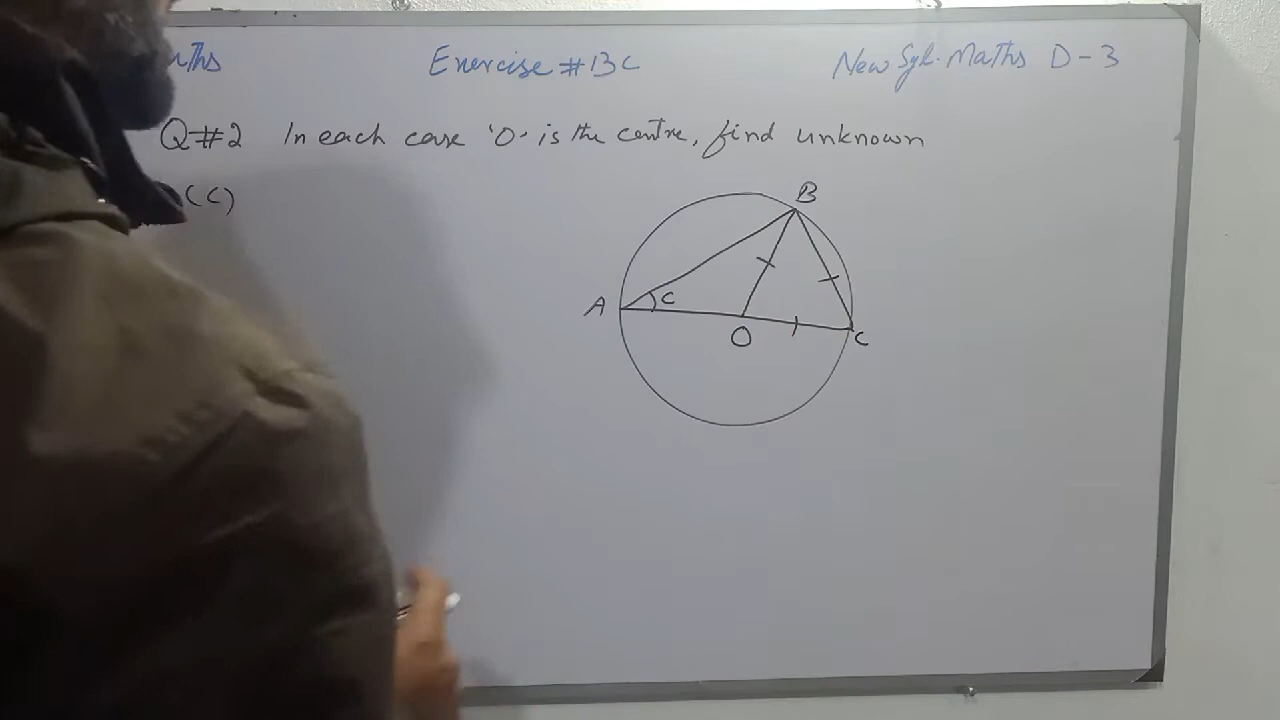 Exercise #13C
New Syl. Maths D-3
Q#2 In each case 'O' is the centre, find unknown
(c)
B
A
c
O
C